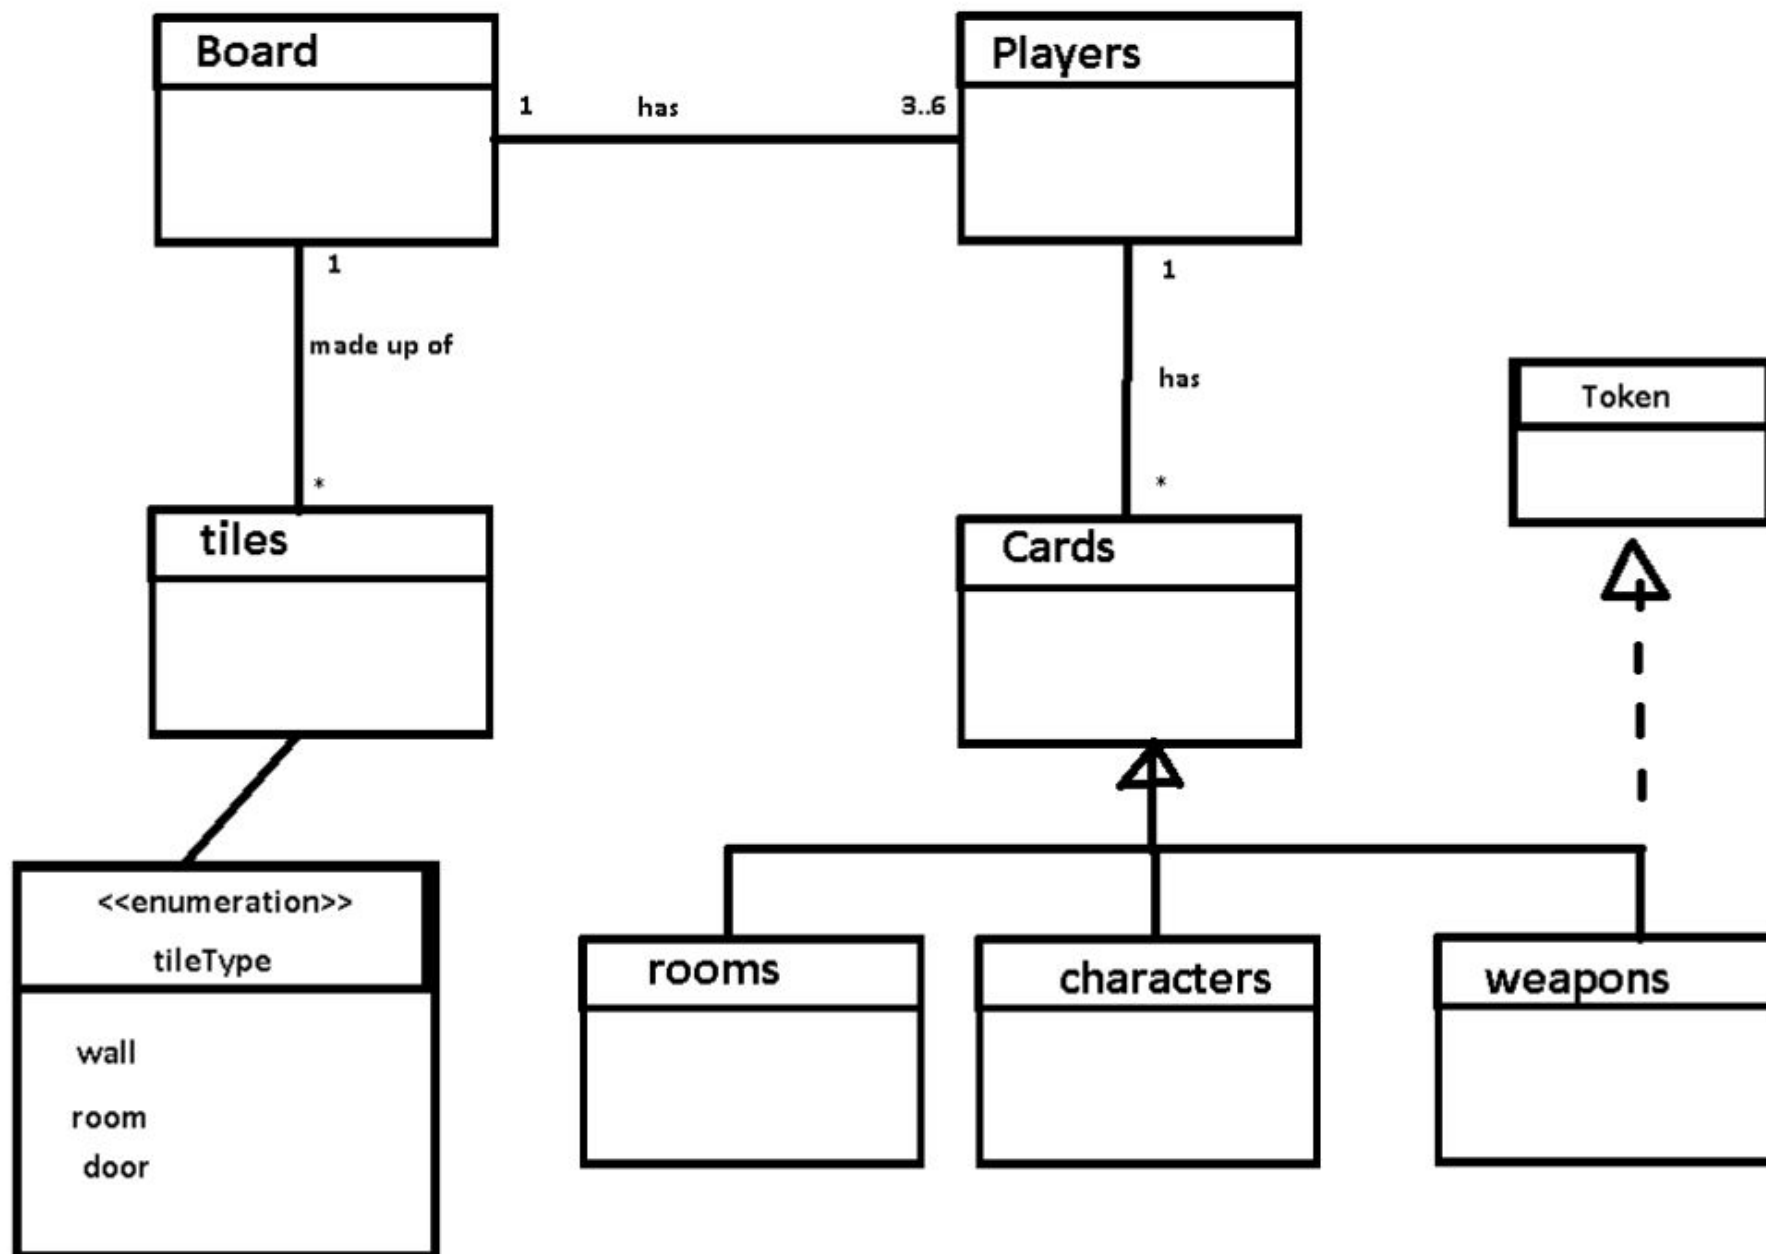 Board
Players
1 has 3..6
1
made up of
*
1
has
*
Token
tiles
Cards
<<enumeration>>
tileType
wall
room
door
rooms
characters
weapons